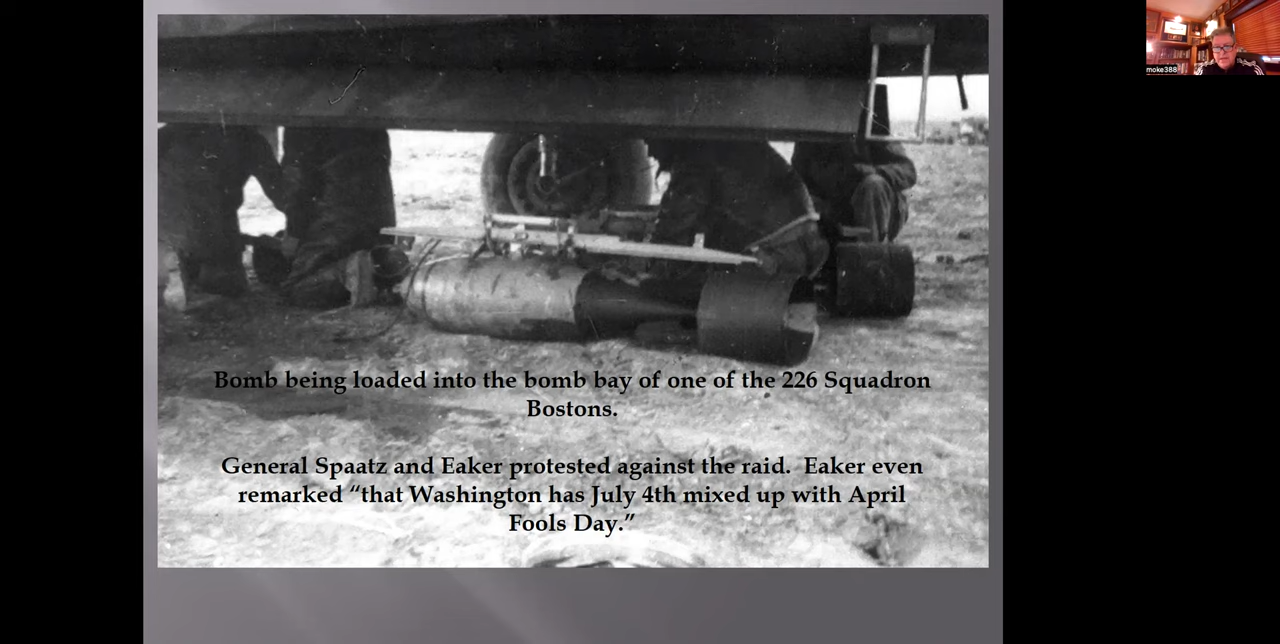 moke388
Bomb being loaded into the bomb bay of one of the 226 Squadron
Bostons.
General Spaatz and Eaker protested against the raid.  Eaker even
remarked “that Washington has July 4th mixed up with April
Fools Day.”